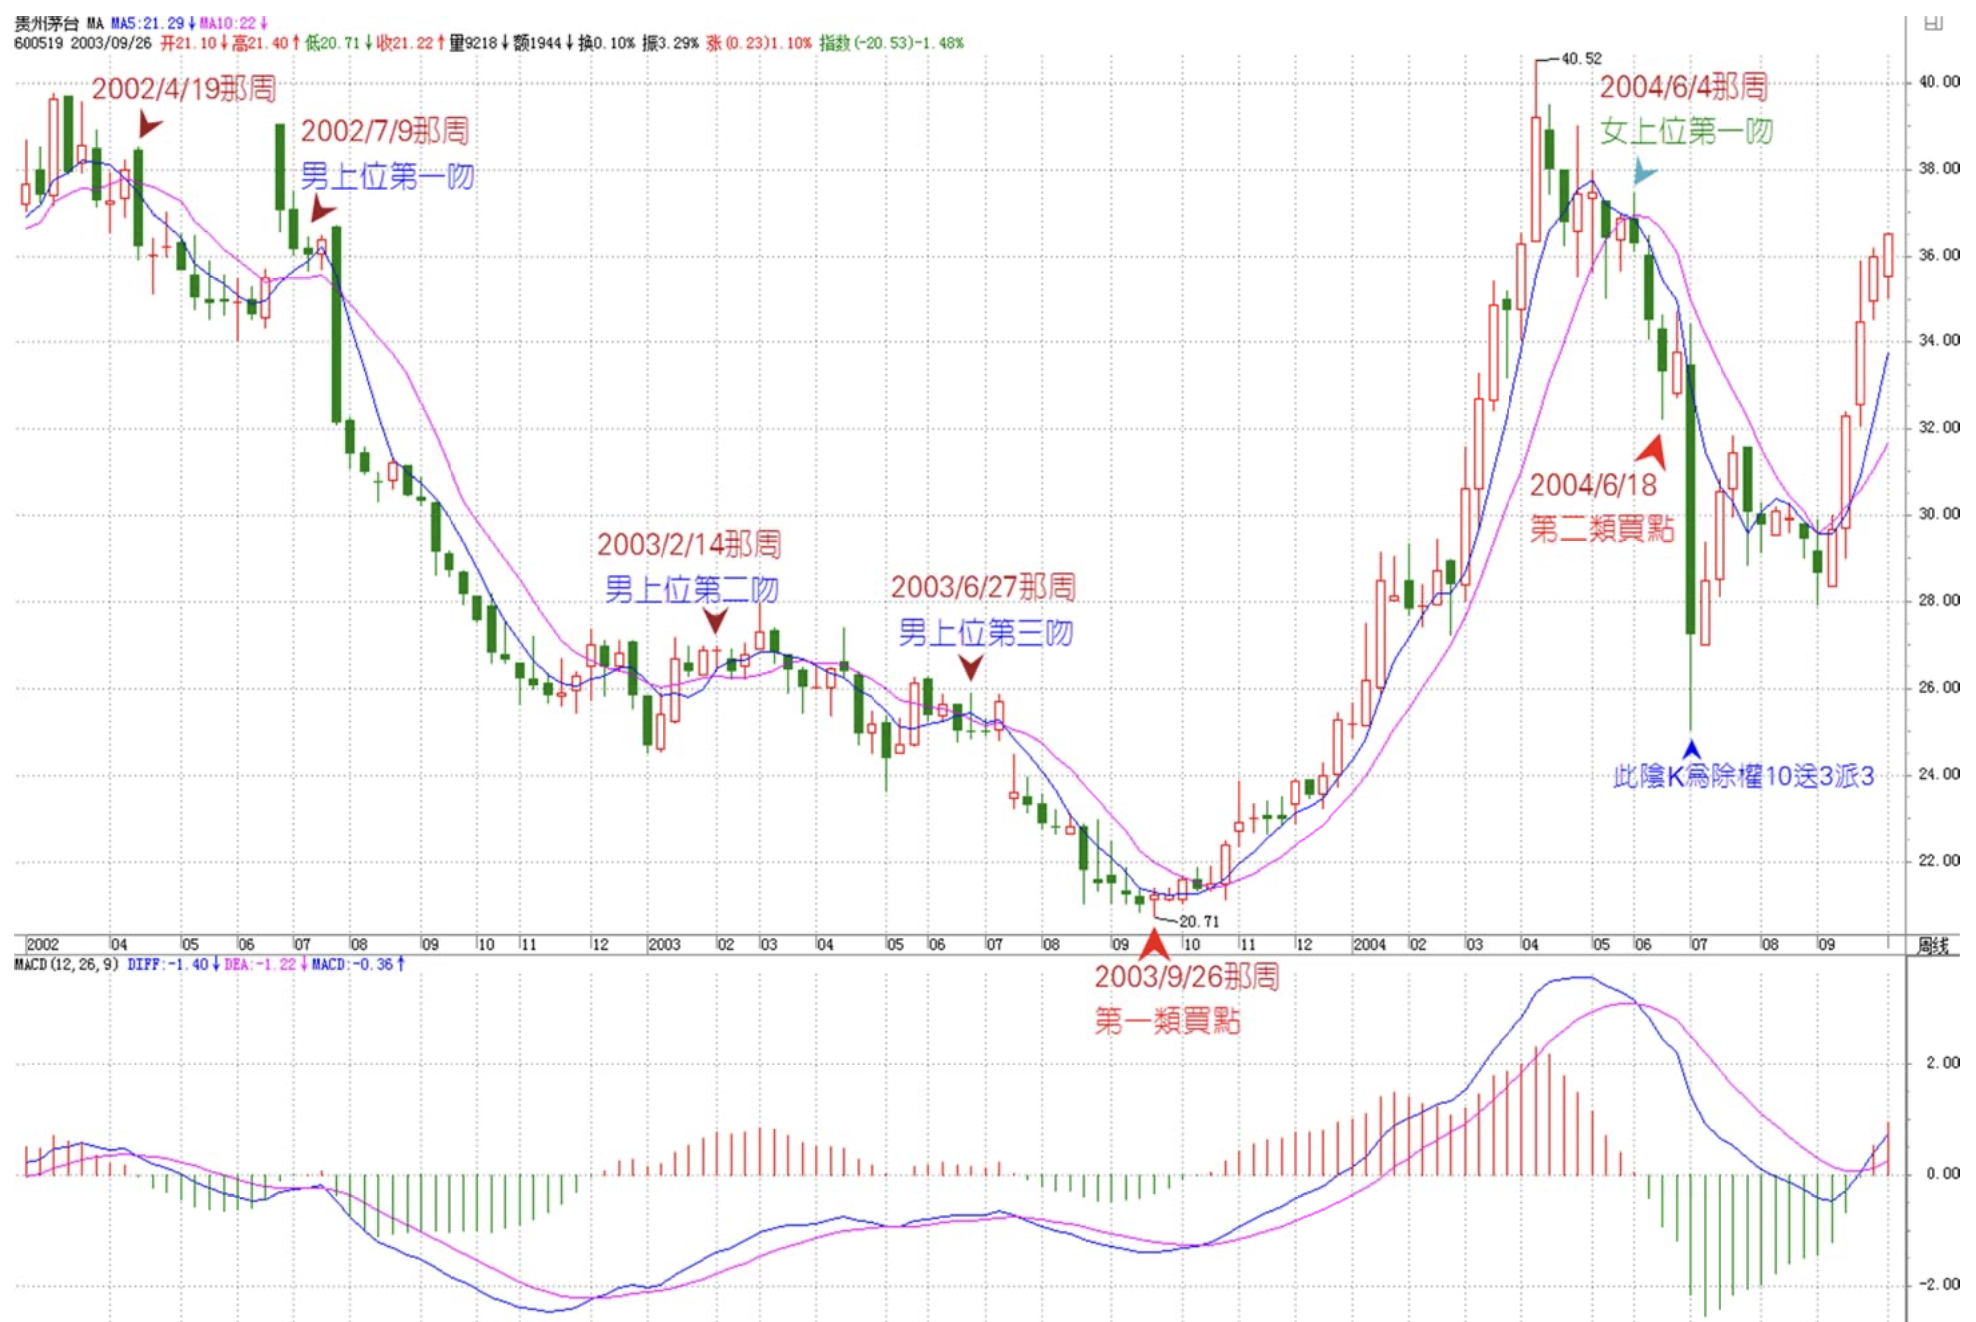 贵州茅台 MA MA5:21.29↓MA10:22↓
600519 2003/09/26 开21.10↓高21.40↑低20.71↓收21.22↑量9218↓额1944↓换0.10% 振3.29% 涨(0.23)1.10% 指数(-20.53)-1.48%
2002/4/19那周
2002/7/9那周
男上位第一吻
40.52
2004/6/4那周
女上位第一吻
40.00
38.00
36.00
34.00
32.00
2004/6/18
第二類買點
30.00
2003/2/14那周
男上位第二吻
2003/6/27那周
男上位第三吻
28.00
26.00
此陰K爲除權10送3派3
24.00
22.00
20.71
2002 04 05 06 07 08 09 10 11 12 2003 02 03 04 05 06 07 08 09 10 11 12 2004 02 03 04 05 06 07 08 09 周线
MACD(12,26,9) DIFF:-1.40↓DEA:-1.22↓MACD:-0.36↑
2003/9/26那周
第一類買點
2.00
0.00
-2.00